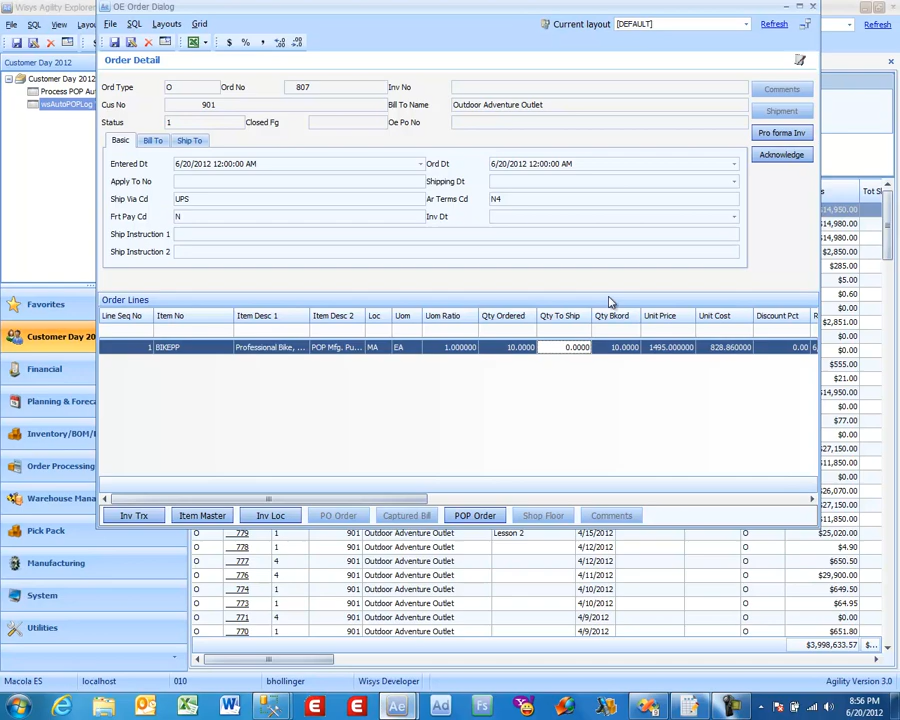 Wisys Agility Explorer
OE Order Dialog
File SQL View
File SQL Layouts Grid
Current layout [DEFAULT] Refresh
Refresh
$ % ,
Customer Day 2012
Order Detail
Customer Day 2012
Process POP Au
wsAutoPOPLog
Ord Type O Ord No 807 Inv No
Cus No 901 Bill To Name Outdoor Adventure Outlet
Status 1 Closed Fg Oe Po No
Comments
Shipment
Pro forma Inv
Acknowledge
Basic Bill To Ship To
Entered Dt 6/20/2012 12:00:00 AM Ord Dt 6/20/2012 12:00:00 AM
Apply To No Shipping Dt
Ship Via Cd UPS Ar Terms Cd N4
Frt Pay Cd N Inv Dt
Ship Instruction 1
Ship Instruction 2
Order Lines
Line Seq No Item No Item Desc 1 Item Desc 2 Loc Uom Uom Ratio Qty Ordered Qty To Ship Qty Bkord Unit Price Unit Cost Discount Pct R
1 BIKEPP Professional Bike, ... POP Mfg. Pu... MA EA 1.000000 10.0000 0.0000 10.0000 1495.000000 828.860000 0.00 6
Inv Trx Item Master Inv Loc PO Order Captured Bill POP Order Shop Floor Comments
s Tot S
$14,950.00
$14,980.00
$14,980.00
$2,850.00
$285.00
$5.00
$0.60
$2,851.00
$0.00
$555.00
$21.00
$14,950.00
$0.00
$77.00
$0.00
$27,150.00
$11,850.00
$0.00
$0.00
$27,150.00
$11,850.00
$0.00
Favorites
Customer Day 20
Financial
Planning & Foreca
Inventory/BOM/I
Order Processing
Warehouse Mana
Pick Pack
Manufacturing
System
Utilities
O 779 1 901 Outdoor Adventure Outlet Lesson 2 4/15/2012 O $25,020.00
O 778 1 901 Outdoor Adventure Outlet 4/12/2012 O $4.90
O 777 4 901 Outdoor Adventure Outlet 4/12/2012 O $650.50
O 776 4 901 Outdoor Adventure Outlet 4/11/2012 O $29,900.00
O 774 1 901 Outdoor Adventure Outlet 4/10/2012 O $649.50
O 773 1 901 Outdoor Adventure Outlet 4/10/2012 O $64.95
O 771 4 901 Outdoor Adventure Outlet 4/9/2012 O $0.00
O 770 1 901 Outdoor Adventure Outlet 4/9/2012 O $651.80
$3,998,633.57 $...
Macola ES localhost 010 bhollinger Wisys Developer Agility Version 3.0
Ae Ad Fs
8:56 PM
6/20/2012